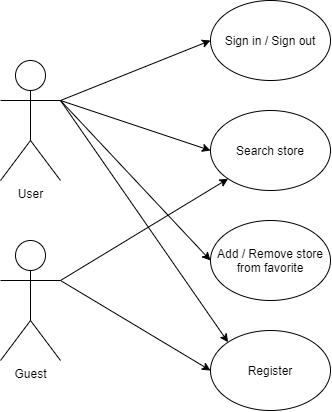 Sign in / Sign out
Search store
User
Add / Remove store
from favorite
Guest
Register